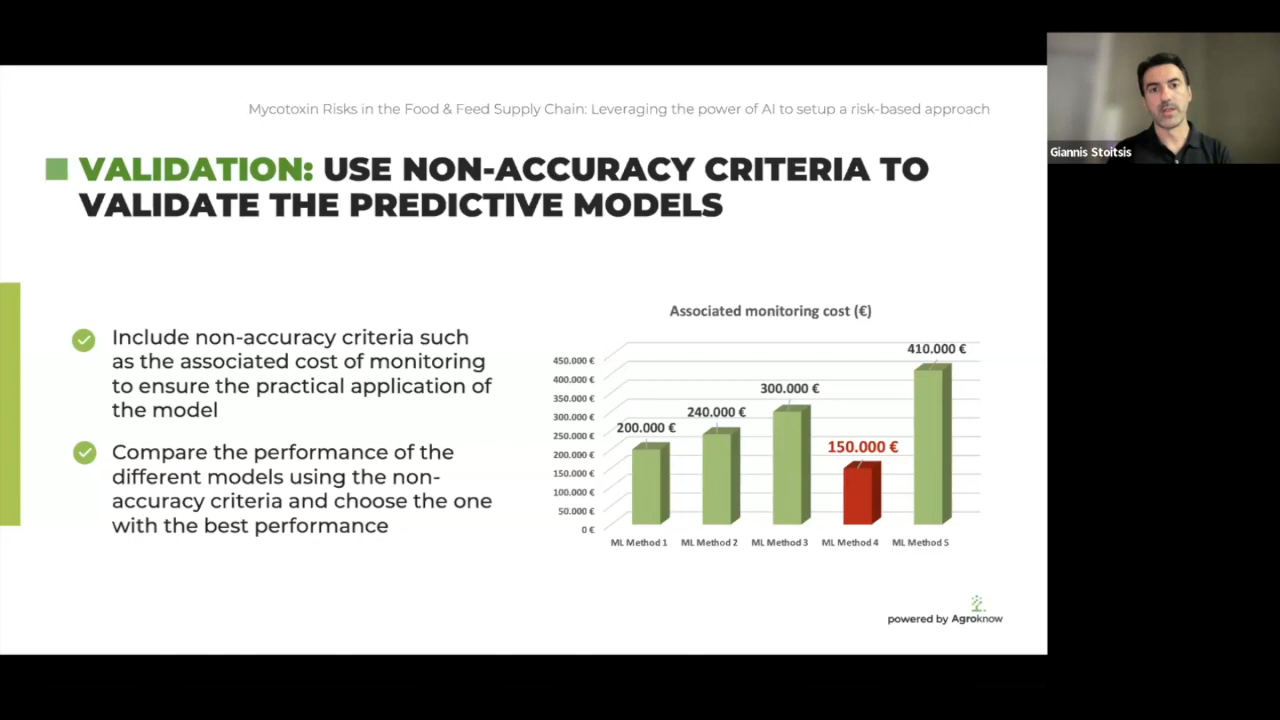 Mycotoxin Risks in the Food & Feed Supply Chain: Leveraging the power of AI to setup a risk-based approach
Giannis Stoitsis
VALIDATION: USE NON-ACCURACY CRITERIA TO
VALIDATE THE PREDICTIVE MODELS
Include non-accuracy criteria such
as the associated cost of monitoring
to ensure the practical application of
the model
Compare the performance of the
different models using the non-
accuracy criteria and choose the one
with the best performance
Associated monitoring cost (€)
450.000 €
400.000 €
350.000 €
300.000 €
250.000 €
200.000 €
150.000 €
100.000 €
50.000 €
0 €
200.000 €
240.000 €
300.000 €
150.000 €
410.000 €
ML Method 1
ML Method 2
ML Method 3
ML Method 4
ML Method 5
powered by Agroknow